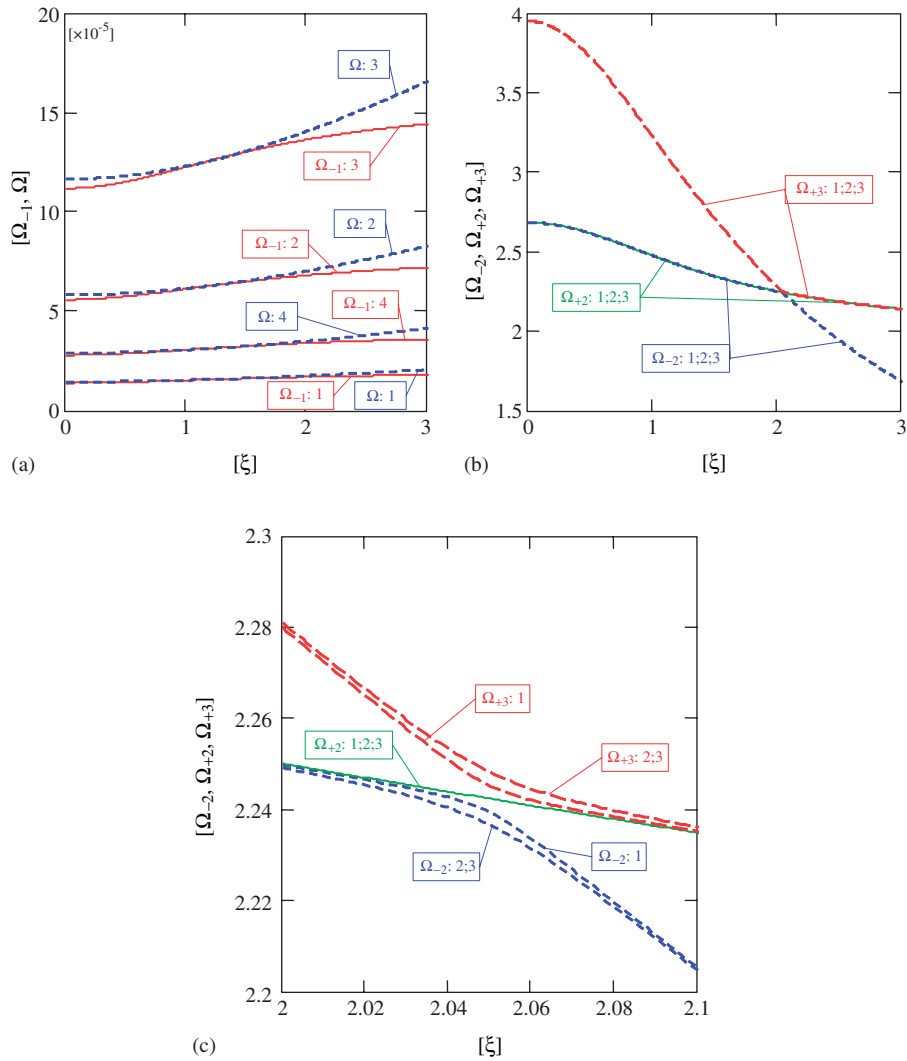 20
[×10⁻⁵]
15
10
5
0
[Ω₋₁, Ω]
Ω: 3
Ω₋₁: 3
Ω: 2
Ω₋₁: 2
Ω₋₁: 4
Ω: 4
Ω₋₁: 1
Ω: 1
0 1 2 3
(a) [ξ]
4
3.5
3
2.5
2
1.5
[Ω₋₂, Ω₊₂, Ω₊₃]
Ω₊₃: 1;2;3
Ω₊₂: 1;2;3
Ω₋₂: 1;2;3
0 1 2 3
(b) [ξ]
2.3
2.28
2.26
2.24
2.22
2.2
[Ω₋₂, Ω₊₂, Ω₊₃]
Ω₊₃: 1
Ω₊₂: 1;2;3
Ω₊₃: 2;3
Ω₋₂: 1
Ω₋₂: 2;3
2 2.02 2.04 2.06 2.08 2.1
(c) [ξ]